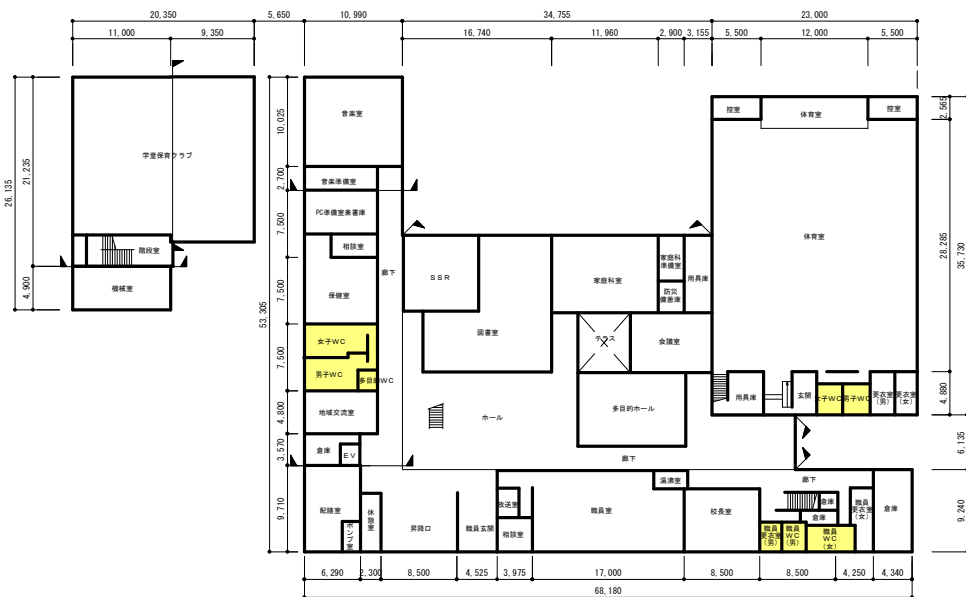 20,350
5,650
10,990
34,755
23,000
11,000
9,350
16,740
11,960
2,900
3,155
5,500
12,000
5,500
26,135
21,235
4,900
53,305
10,025
2,700
7,500
7,500
7,500
4,800
3,570
9,710
学童保育クラブ
階段室
機械室
音楽室
音楽準備室
PC準備室兼書庫
相談室
保健室
廊下
女子WC
男子WC
多目的WC
地域交流室
倉庫
EV
配膳室
ポンプ室
休憩室
昇降口
職員玄関
放送室
相談室
職員室
湯沸室
校長室
SSR
図書室
ホール
家庭科室
家庭科
準備室
防災
備蓄庫
用具庫
テラス
会議室
多目的ホール
廊下
控室
体育室
控室
体育室
用具庫
玄関
女子WC
男子WC
更衣室
(男)
更衣室
(女)
廊下
倉庫
倉庫
職員
更衣室
(男)
職員
WC
(男)
職員
WC
(女)
職員
更衣室
(女)
倉庫
2,565
28,285
35,730
4,880
6,135
9,240
6,290
2,300
8,500
4,525
3,975
17,000
8,500
8,500
4,250
4,340
68,180